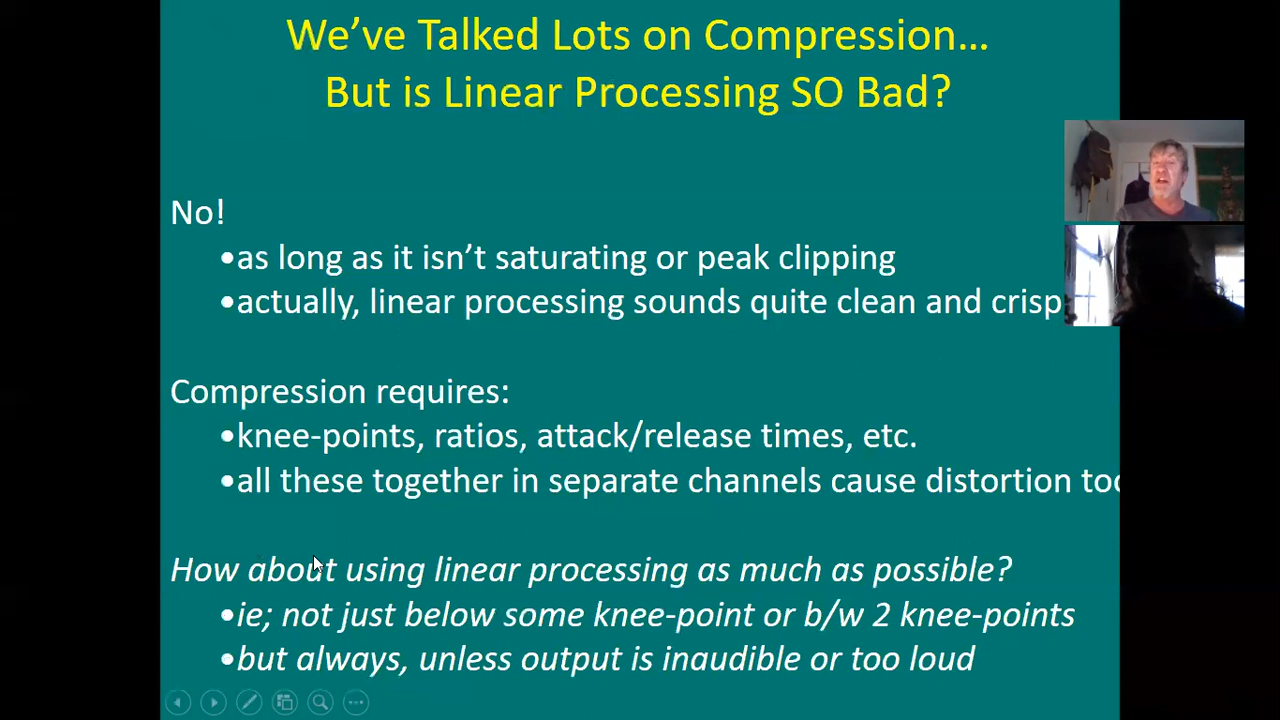 We’ve Talked Lots on Compression…
But is Linear Processing SO Bad?
No!
•as long as it isn’t saturating or peak clipping
•actually, linear processing sounds quite clean and crisp
Compression requires:
•knee-points, ratios, attack/release times, etc.
•all these together in separate channels cause distortion too
How about using linear processing as much as possible?
•ie; not just below some knee-point or b/w 2 knee-points
•but always, unless output is inaudible or too loud